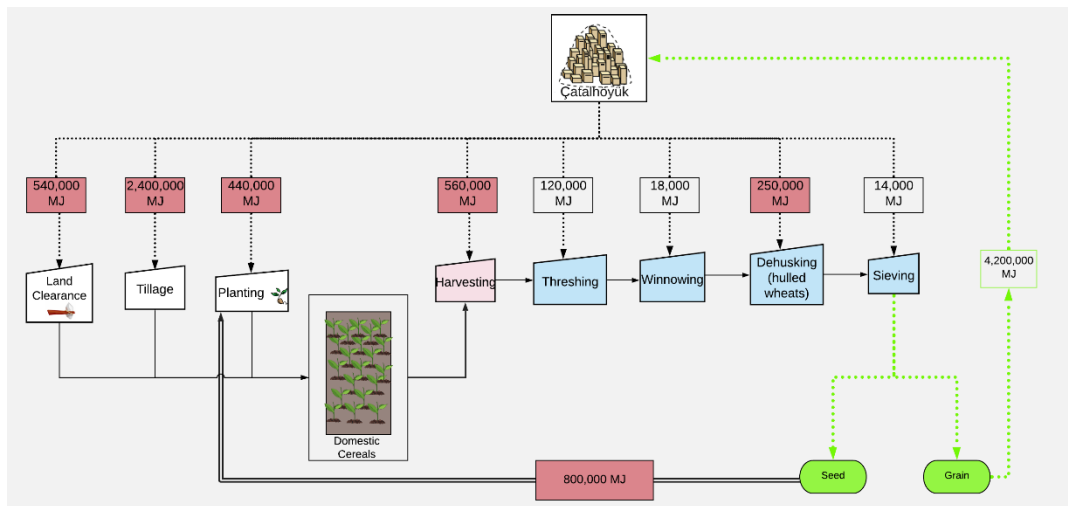 Çatalhöyük
540,000
MJ
2,400,000
MJ
440,000
MJ
560,000
MJ
120,000
MJ
18,000
MJ
250,000
MJ
14,000
MJ
4,200,000
MJ
Land
Clearance
Tillage
Planting
Harvesting
Threshing
Winnowing
Dehusking
(hulled
wheats)
Sieving
Domestic
Cereals
800,000 MJ
Seed
Grain